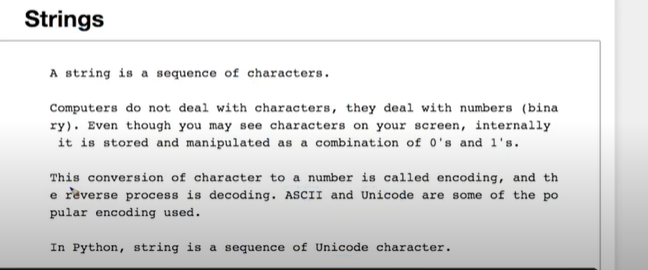 Strings
A string is a sequence of characters.
Computers do not deal with characters, they deal with numbers (bina
ry). Even though you may see characters on your screen, internally
it is stored and manipulated as a combination of 0's and 1's.
This conversion of character to a number is called encoding, and th
e reverse process is decoding. ASCII and Unicode are some of the po
pular encoding used.
In Python, string is a sequence of Unicode character.